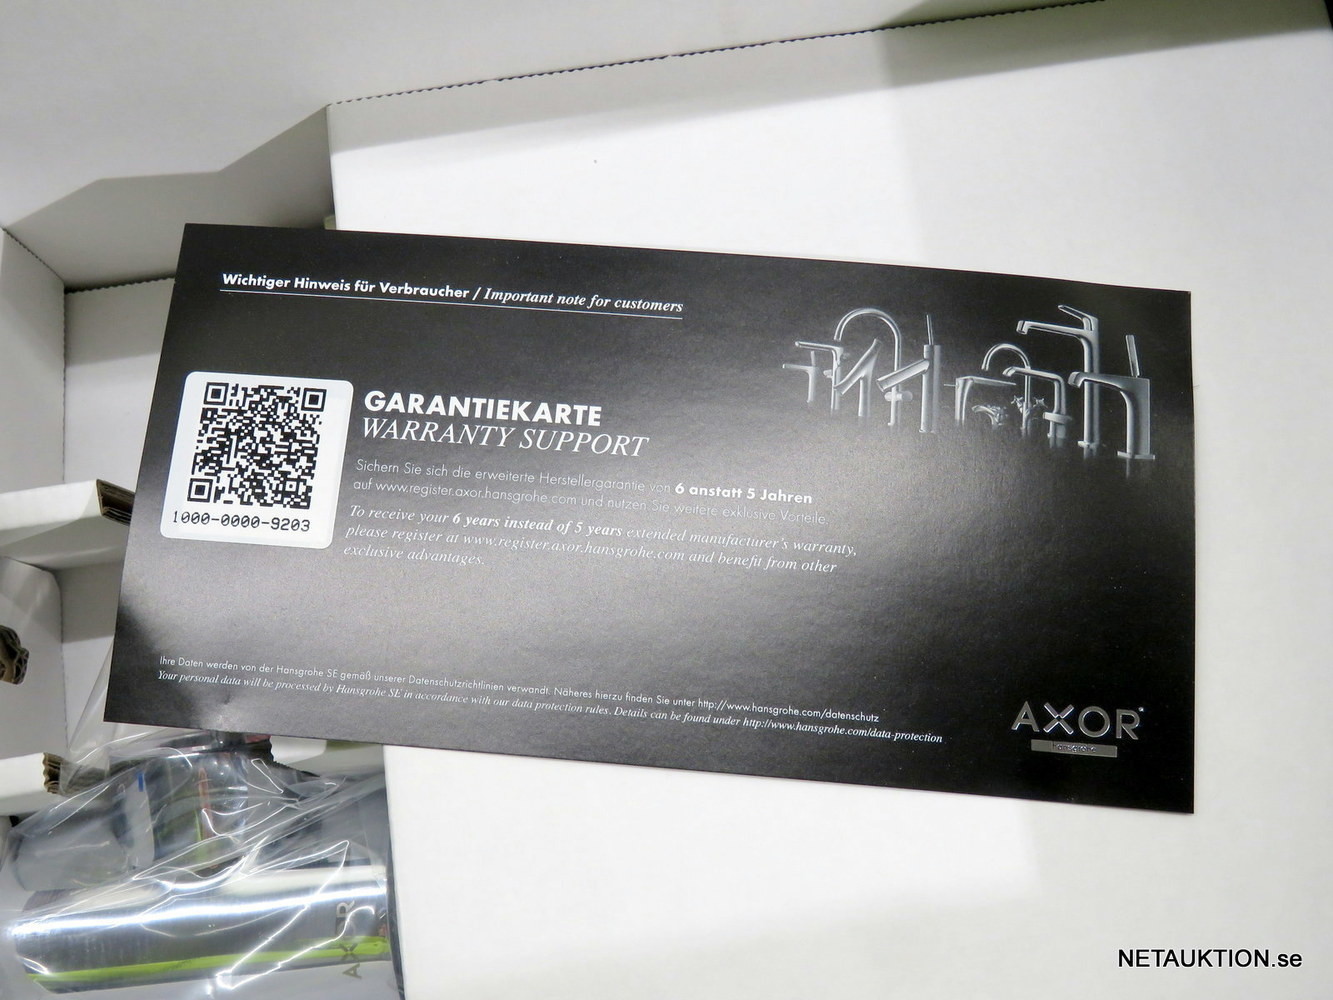 Wichtiger Hinweis für Verbraucher / Important note for customers
GARANTIEKARTE
WARRANTY SUPPORT
Sichern Sie sich die erweiterte Herstellergarantie von 6 anstatt 5 Jahren
auf www.register.axor.hansgrohe.com und nutzen Sie weitere exklusive Vorteile.
To receive your 6 years instead of 5 years extended manufacturer's warranty,
please register at www.register.axor.hansgrohe.com and benefit from other
exclusive advantages.
1000-0000-9203
Ihre Daten werden von der Hansgrohe SE gemäß unserer Datenschutzrichtlinien verwandt. Näheres hierzu finden Sie unter http://www.hansgrohe.com/datenschutz
Your personal data will be processed by Hansgrohe SE in accordance with our data protection rules. Details can be found under http://www.hansgrohe.com/data-protection
AXOR
hansgrohe
AXOR
NETAUKTION.se